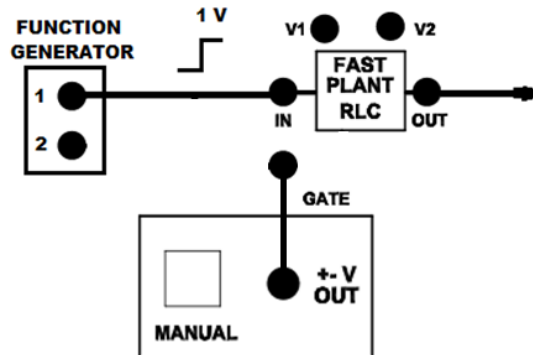 FUNCTION
GENERATOR
1
2
1 V
V1
V2
FAST
PLANT
RLC
IN
OUT
GATE
+- V
OUT
MANUAL